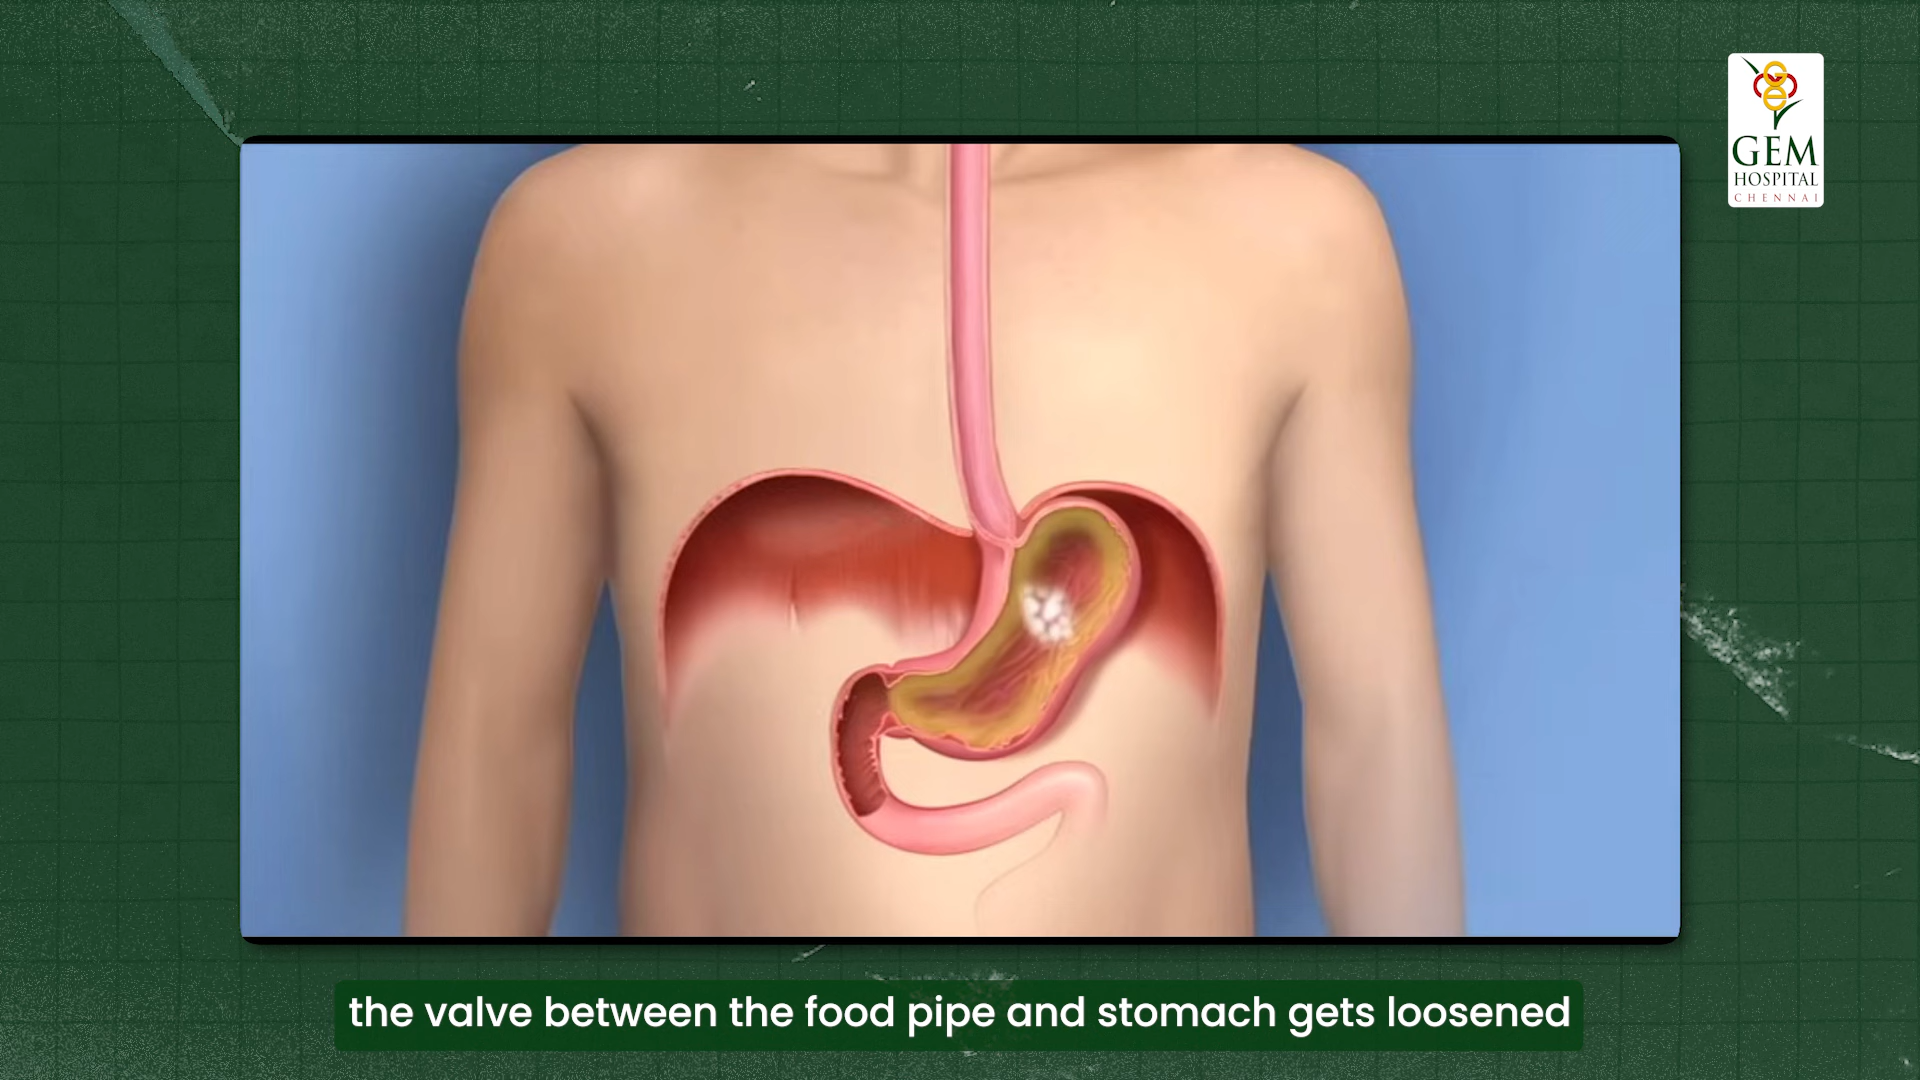 GEM
HOSPITAL
CHENNAI
the valve between the food pipe and stomach gets loosened